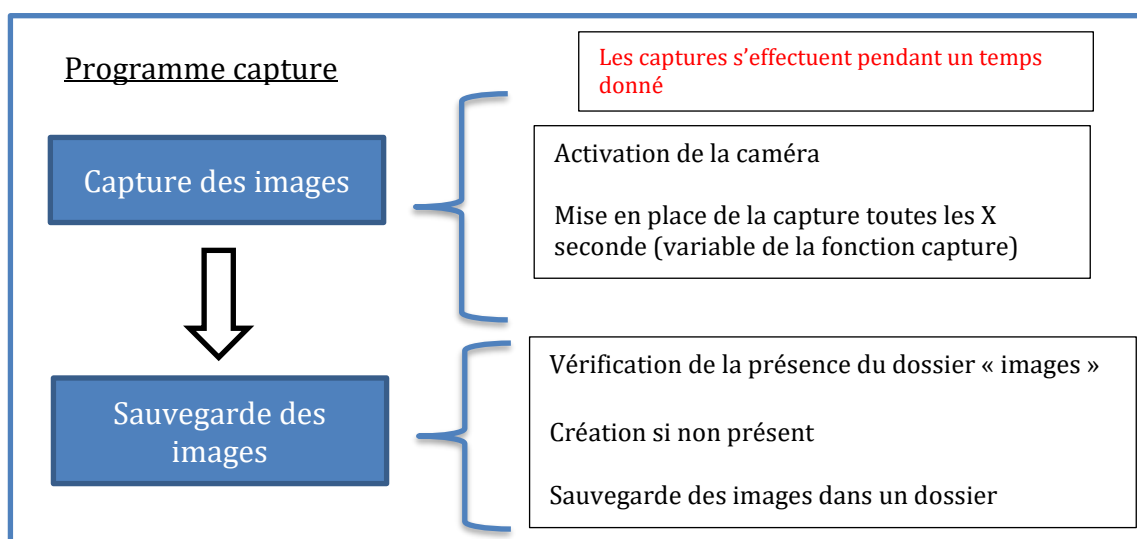 Programme capture
Les captures s’effectuent pendant un temps
donné
Capture des images
Activation de la caméra
Mise en place de la capture toutes les X
seconde (variable de la fonction capture)
Sauvegarde des
images
Vérification de la présence du dossier « images »
Création si non présent
Sauvegarde des images dans un dossier